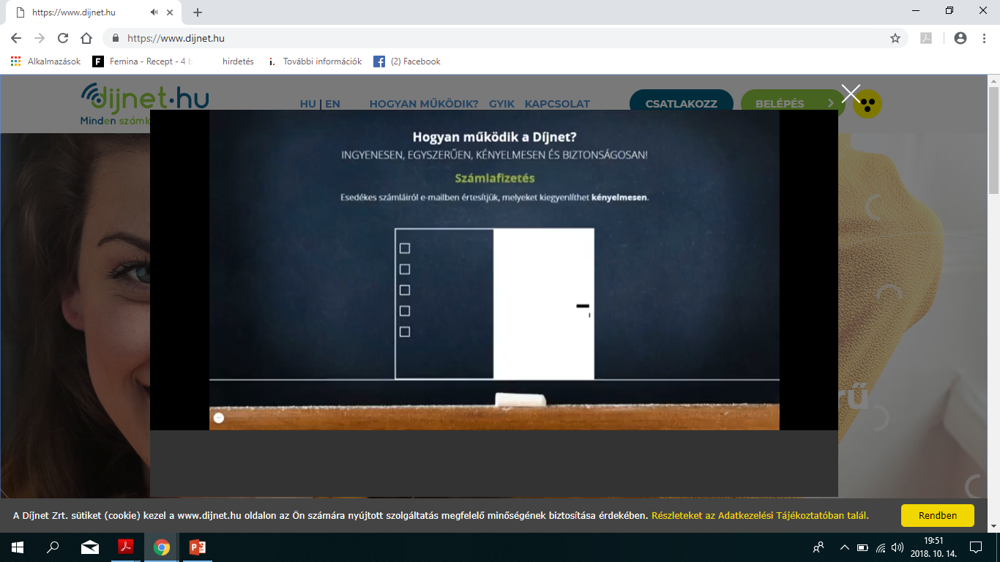 https://www.dijnet.hu
https://www.dijnet.hu
Alkalmazások
F
Femina - Recept - 4
hirdetés
i. További információk
f (2) Facebook
dijnet.hu
Minden száml
HU | EN
HOGYAN MŰKÖDIK?
GYIK
KAPCSOLAT
CSATLAKOZZ
BELÉPÉS
Hogyan működik a Díjnet?
INGYENESEN, EGYSZERŰEN, KÉNYELMESEN ÉS BIZTONSÁGOSAN!
Számlafizetés
Esedékes számláiról e-mailben értesítjük, melyeket kiegyenlíthet kényelmesen.
rű
A Díjnet Zrt. sütiket (cookie) kezel a www.dijnet.hu oldalon az Ön számára nyújtott szolgáltatás megfelelő minőségének biztosítása érdekében. Részleteket az Adatkezelési Tájékoztatóban talál.
Rendben
19:51
2018. 10. 14.